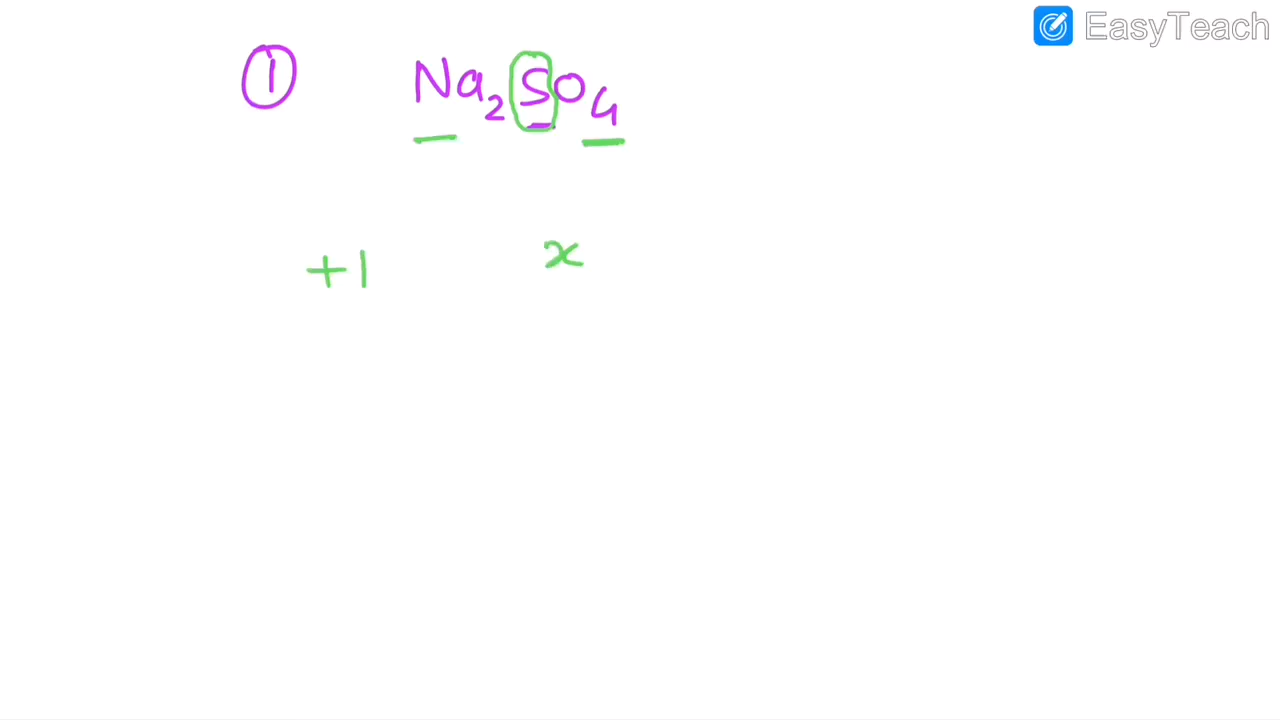 EasyTeach
① Na₂SO₄
+1 x